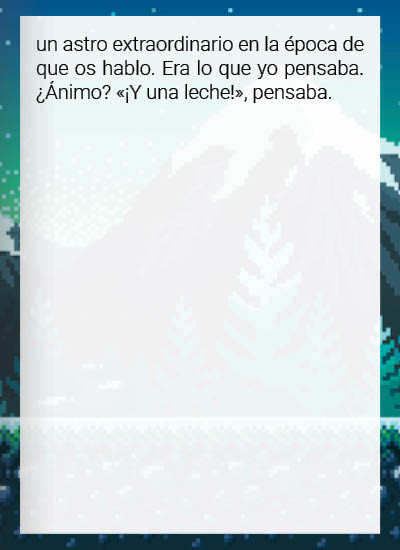 un astro extraordinario en la época de
que os hablo. Era lo que yo pensaba.
¿Ánimo? «¡Y una leche!», pensaba.